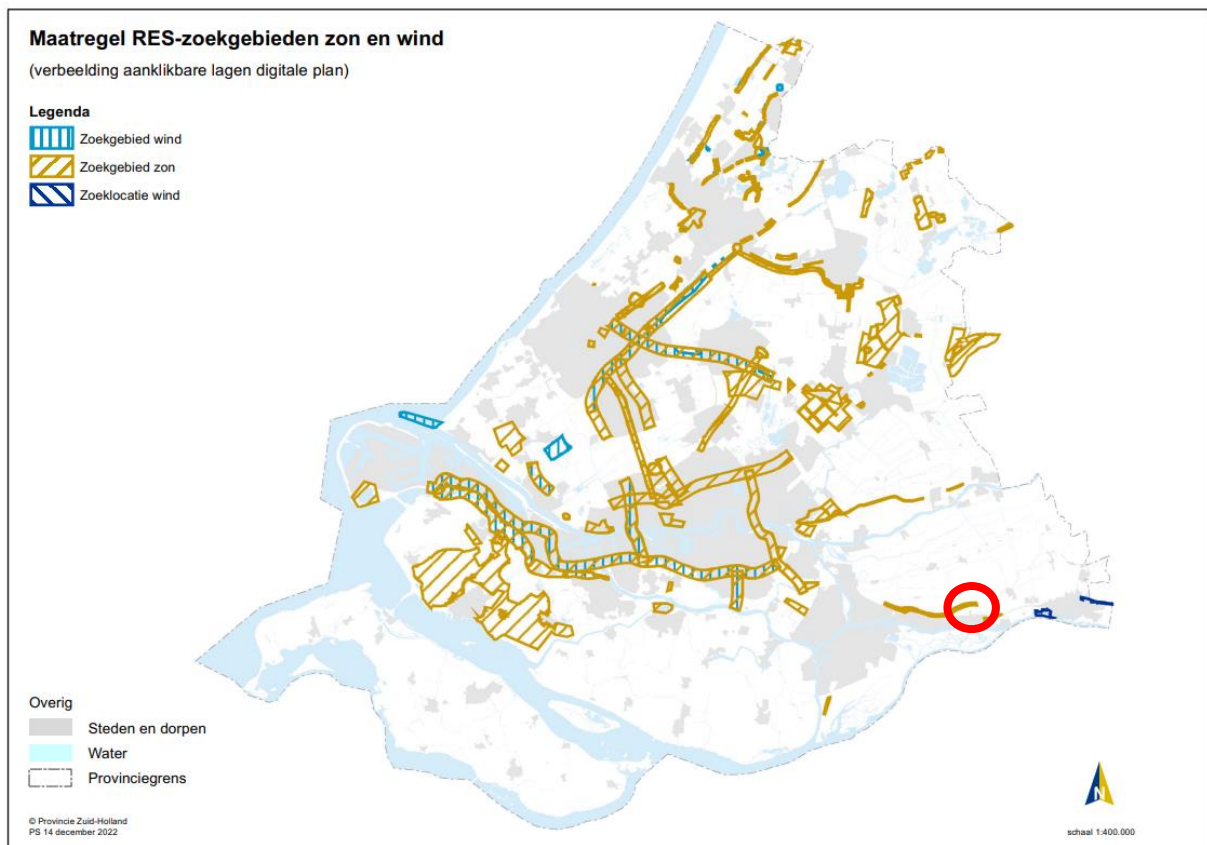 Maatregel RES-zoekgebieden zon en wind
(verbeelding aanklikbare lagen digitale plan)
Legenda
Zoekgebied wind
Zoekgebied zon
Zoeklocatie wind
Overig
Steden en dorpen
Water
Provinciegrens
© Provincie Zuid-Holland
PS 14 december 2022
N
schaal 1:400.000